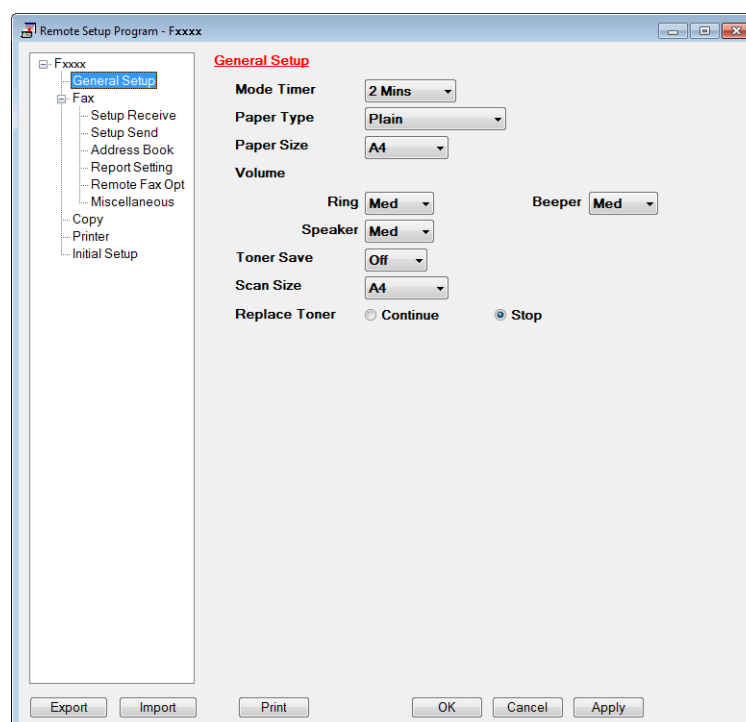 Remote Setup Program - Fxxxx
Fxxxx
General Setup
Fax
Setup Receive
Setup Send
Address Book
Report Setting
Remote Fax Opt
Miscellaneous
Copy
Printer
Initial Setup
General Setup
Mode Timer 2 Mins
Paper Type Plain
Paper Size A4
Volume
Ring Med Beeper Med
Speaker Med
Toner Save Off
Scan Size A4
Replace Toner Continue Stop
Export Import Print OK Cancel Apply